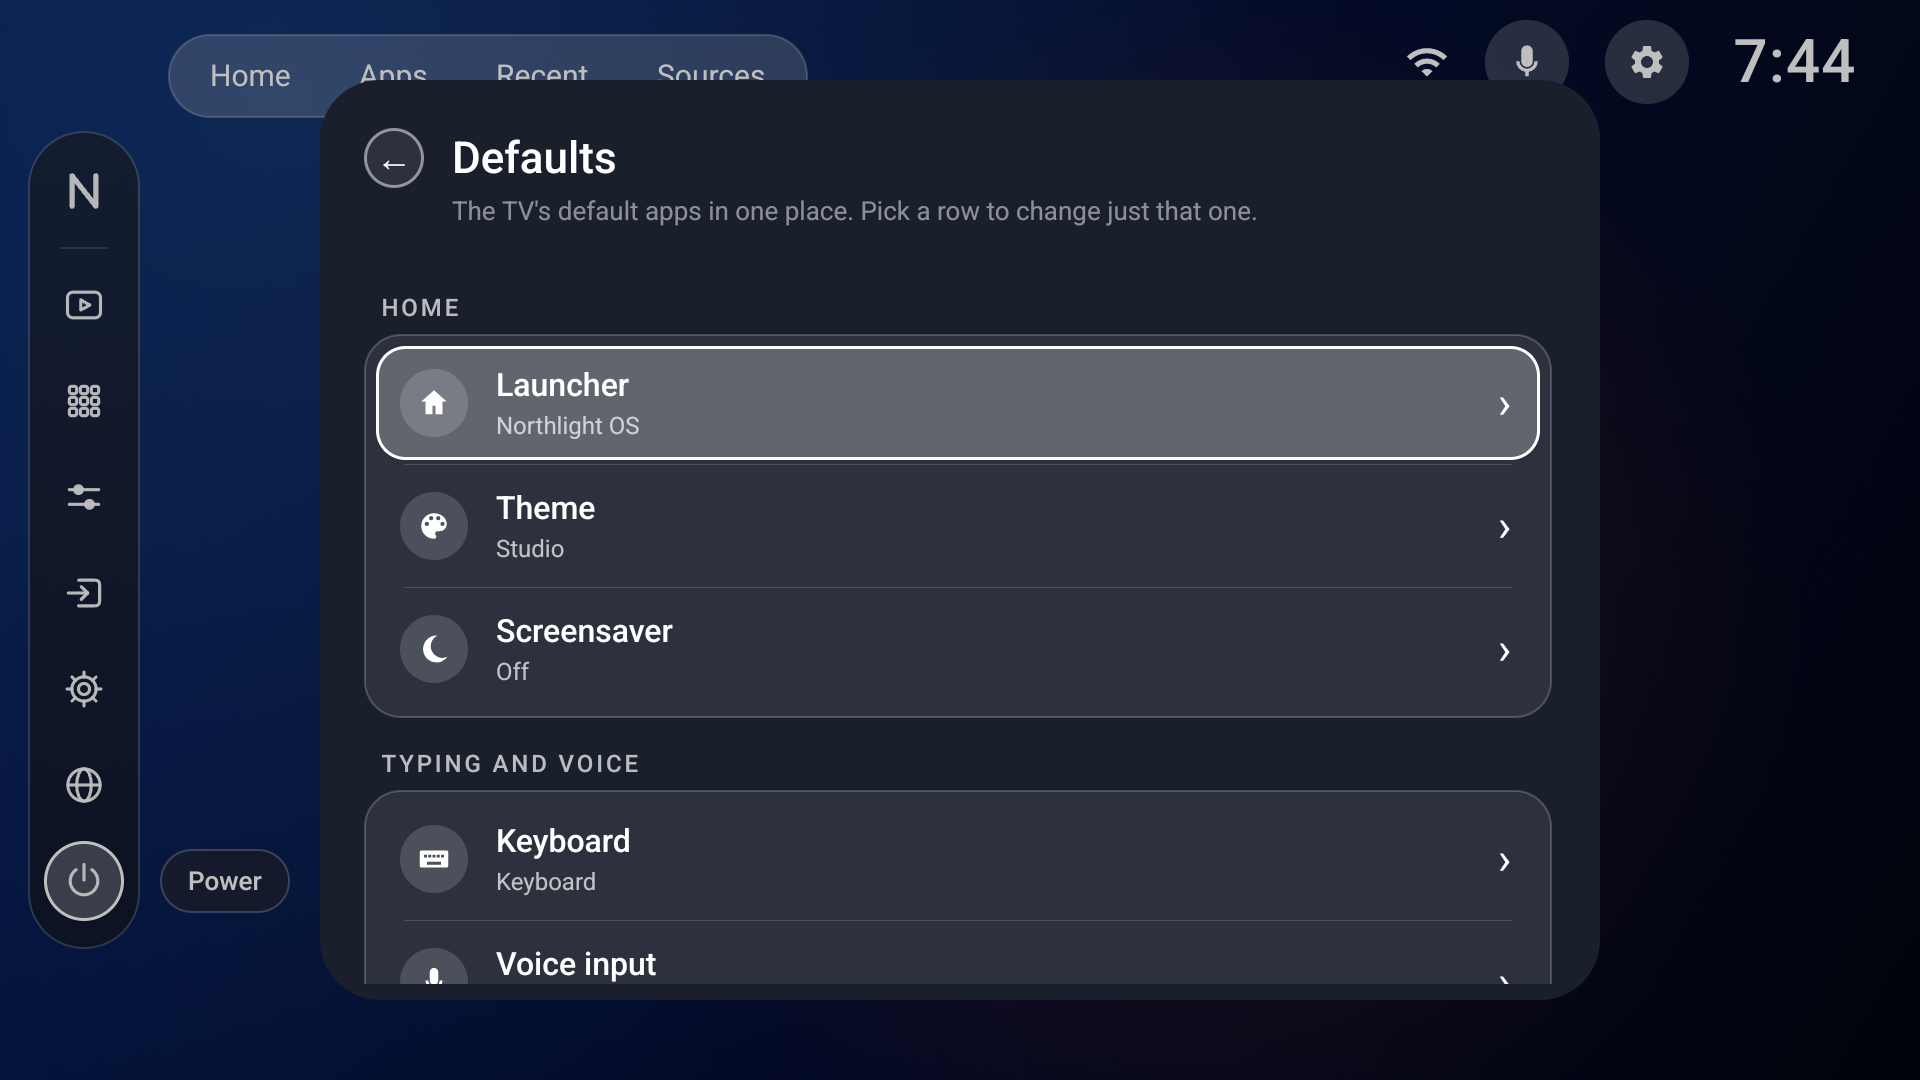 Home Apps Recent Sources
7:44
N
Defaults
The TV's default apps in one place. Pick a row to change just that one.
HOME
Launcher
Northlight OS
Theme
Studio
Screensaver
Off
TYPING AND VOICE
Keyboard
Keyboard
Voice input
Power